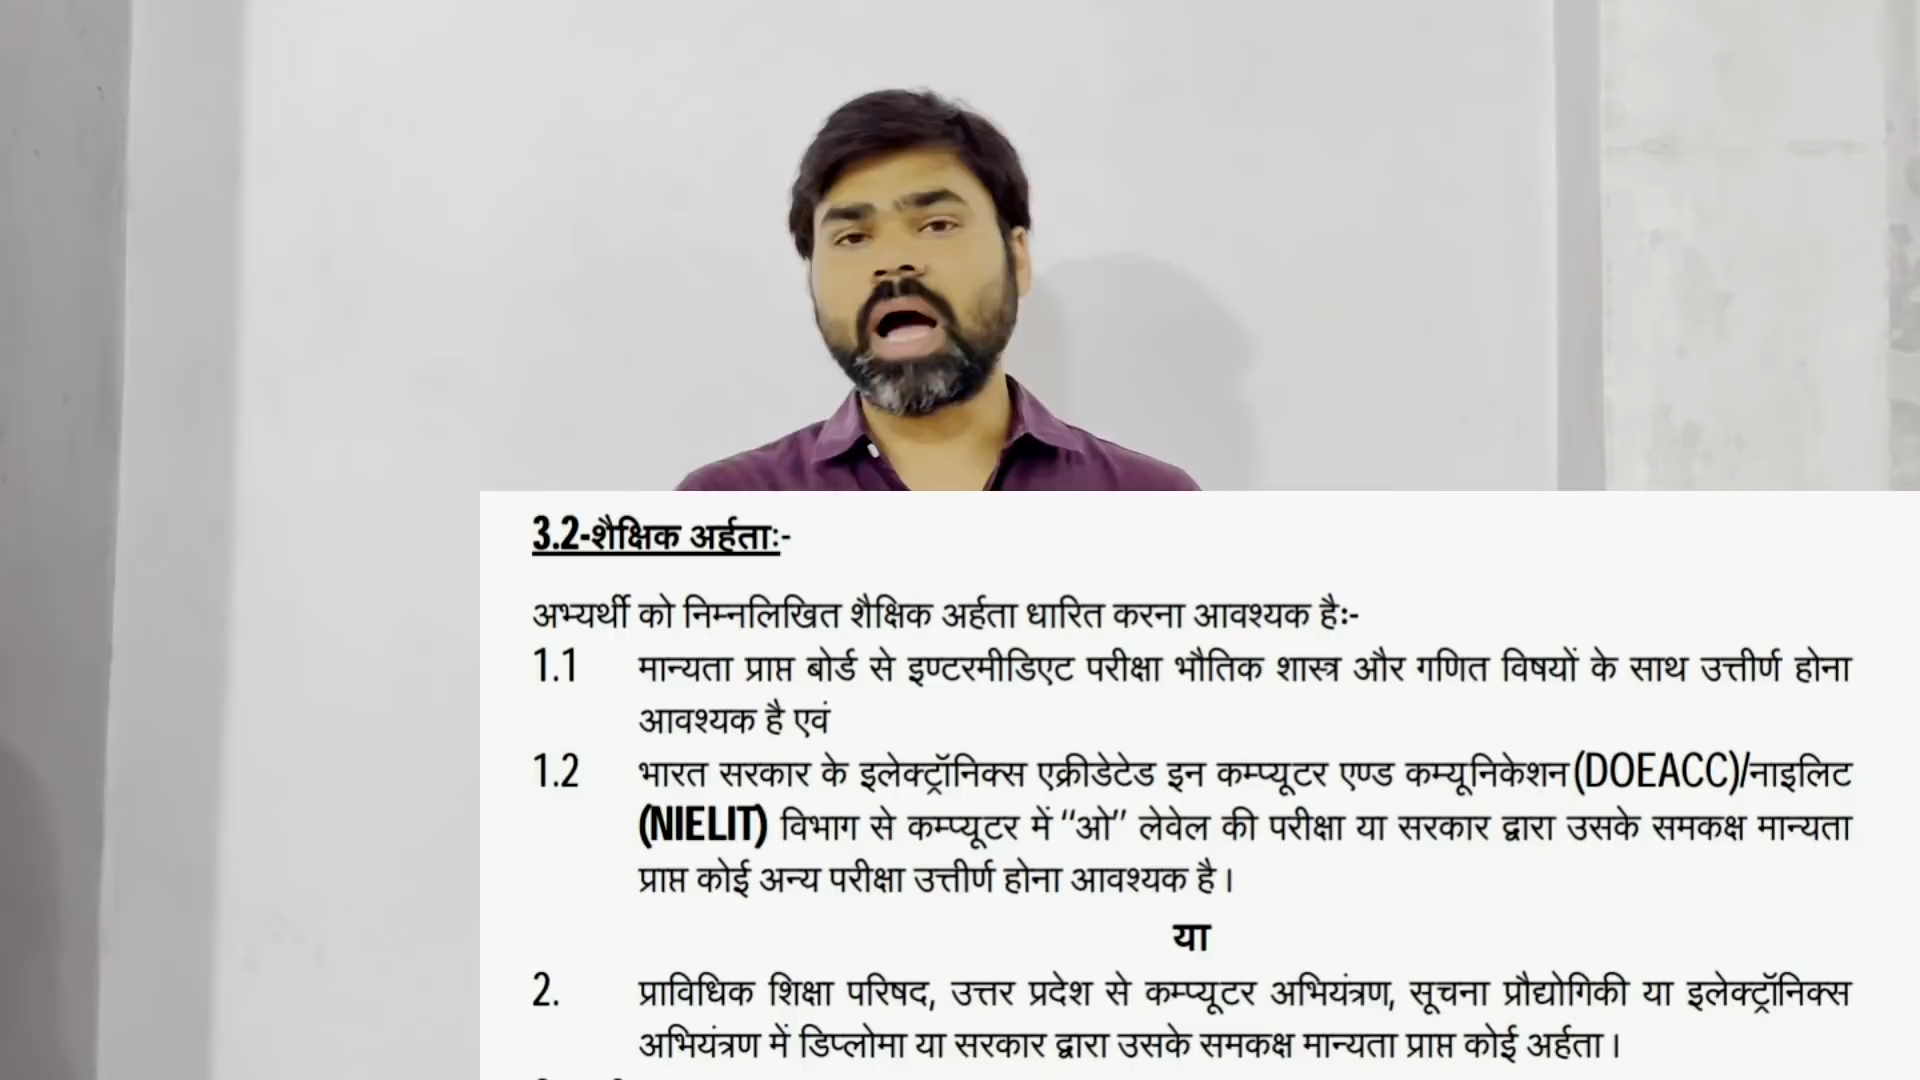 3.2-शैक्षिक अर्हताः-
अभ्यर्थी को निम्नलिखित शैक्षिक अर्हता धारित करना आवश्यक हैः-
1.1 मान्यता प्राप्त बोर्ड से इण्टरमीडिएट परीक्षा भौतिक शास्त्र और गणित विषयों के साथ उत्तीर्ण होना
आवश्यक है एवं
1.2 भारत सरकार के इलेक्ट्रॉनिक्स एक्रीडेटेड इन कम्प्यूटर एण्ड कम्यूनिकेशन(DOEACC)/नाइलिट
(NIELIT) विभाग से कम्प्यूटर में “ओ” लेवेल की परीक्षा या सरकार द्वारा उसके समकक्ष मान्यता
प्राप्त कोई अन्य परीक्षा उत्तीर्ण होना आवश्यक है।
या
2. प्राविधिक शिक्षा परिषद, उत्तर प्रदेश से कम्प्यूटर अभियंत्रण, सूचना प्रौद्योगिकी या इलेक्ट्रॉनिक्स
अभियंत्रण में डिप्लोमा या सरकार द्वारा उसके समकक्ष मान्यता प्राप्त कोई अर्हता।